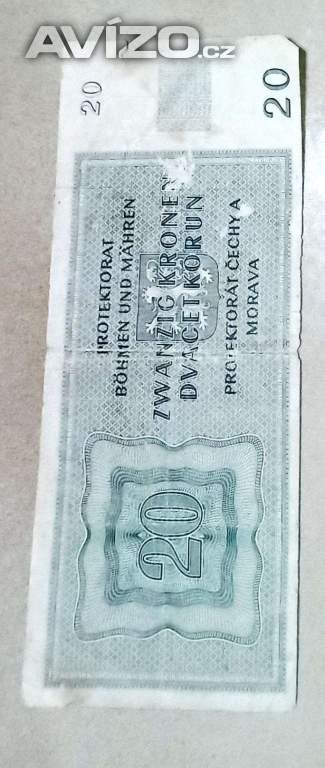 AVÍZO.cz
20
20
PROTEKTORAT
BÖHMEN UND MÄHREN
ZWANZIG KRONEN
DVACET KORUN
PROTEKTORÁT ČECHY A
MORAVA
20